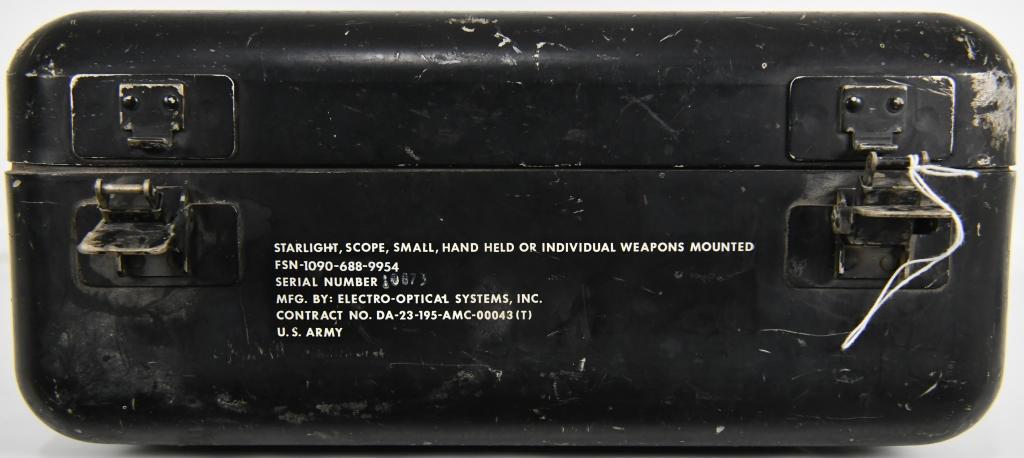 STARLIGHT, SCOPE, SMALL, HAND HELD OR INDIVIDUAL WEAPONS MOUNTED
FSN-1090-688-9954
SERIAL NUMBER
MFG. BY: ELECTRO-OPTICAL SYSTEMS, INC.
CONTRACT NO. DA-23-195-AMC-00043(T)
U.S. ARMY